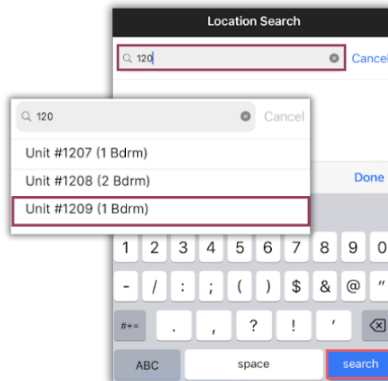 Location Search
120
Cancel
120
Cancel
Unit #1207 (1 Bdrm)
Unit #1208 (2 Bdrm)
Unit #1209 (1 Bdrm)
Done
1 2 3 4 5 6 7 8 9 0
- / : ; ( ) $ & @ "
#+= . , ? ! '
ABC space search